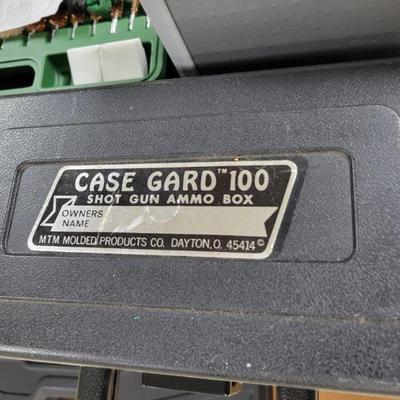 CASE GARD™ 100
SHOT GUN AMMO BOX
OWNERS
NAME
MTM MOLDED PRODUCTS CO. DAYTON, O. 45414 ©